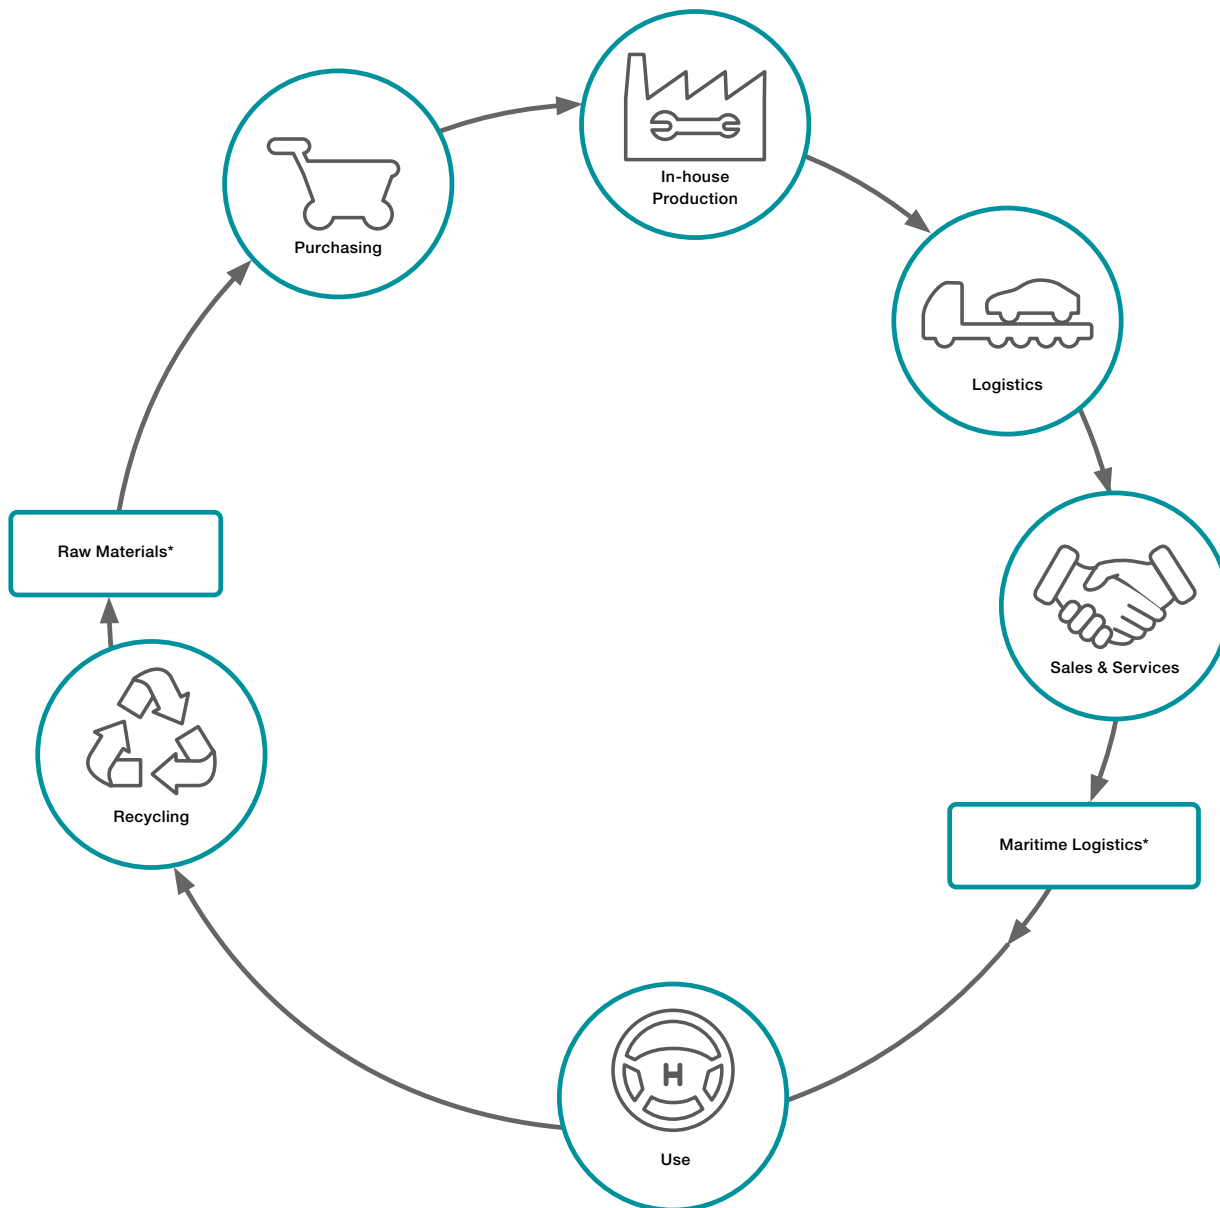 In-house
Production
Purchasing
Logistics
Raw Materials*
Sales & Services
Recycling
Maritime Logistics*
H
Use